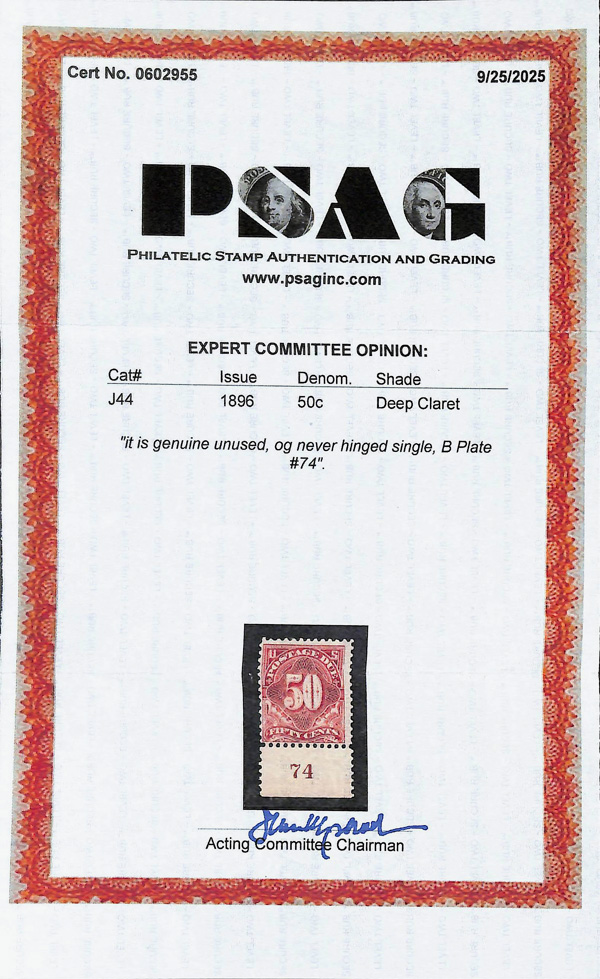 Cert No. 0602955 9/25/2025
PSAG
PHILATELIC STAMP AUTHENTICATION AND GRADING
www.psaginc.com
EXPERT COMMITTEE OPINION:
Cat# Issue Denom. Shade
J44 1896 50c Deep Claret
"it is genuine unused, og never hinged single, B Plate
#74".
U S
POSTAGE DUE
50
FIFTY CENTS
74
Acting Committee Chairman